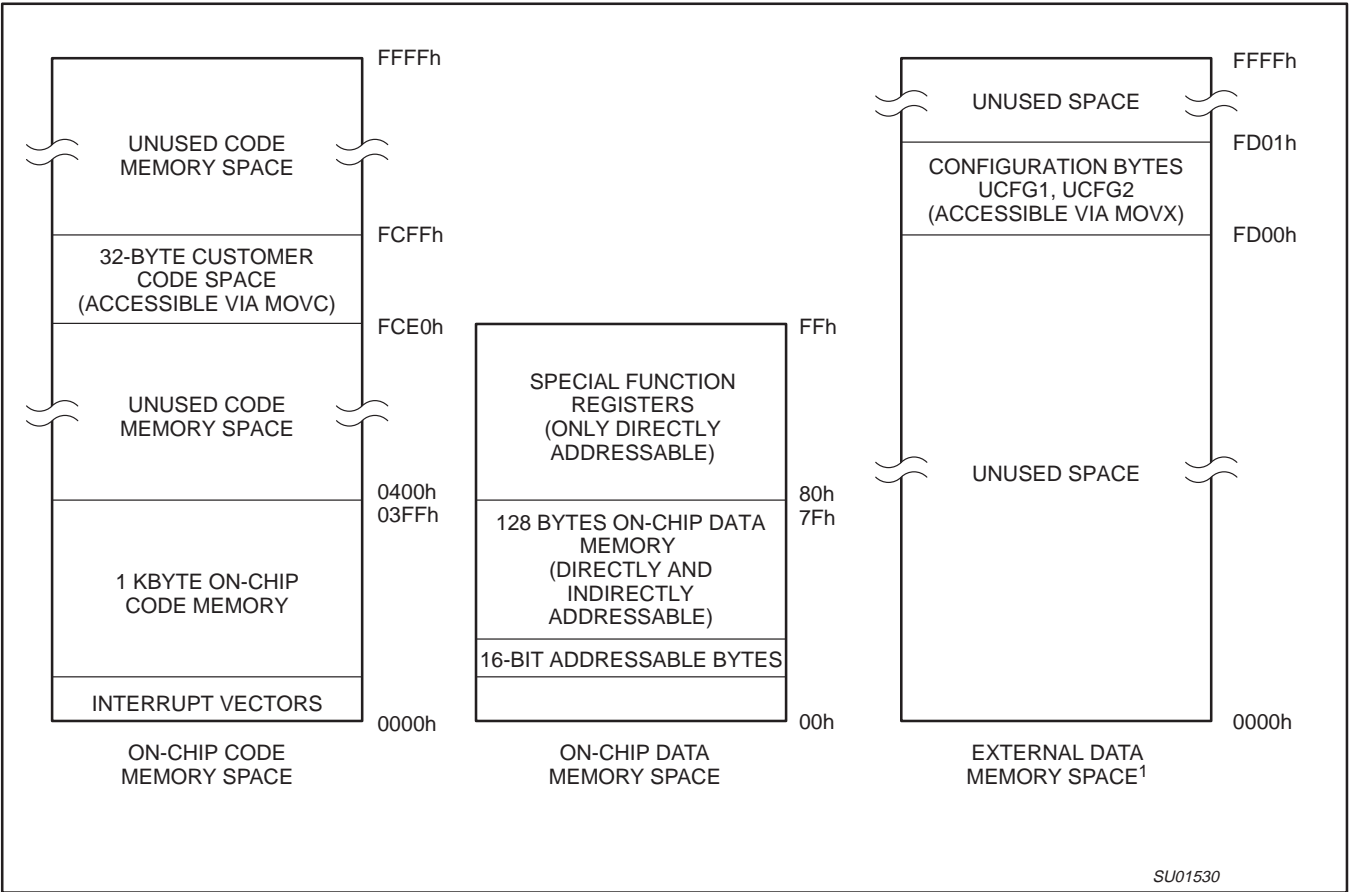 FFFFh
UNUSED CODE
MEMORY SPACE
FCFFh
32-BYTE CUSTOMER
CODE SPACE
(ACCESSIBLE VIA MOVC)
FCE0h
UNUSED CODE
MEMORY SPACE
0400h
03FFh
1 KBYTE ON-CHIP
CODE MEMORY
INTERRUPT VECTORS
0000h
ON-CHIP CODE
MEMORY SPACE
FFh
SPECIAL FUNCTION
REGISTERS
(ONLY DIRECTLY
ADDRESSABLE)
80h
7Fh
128 BYTES ON-CHIP DATA
MEMORY
(DIRECTLY AND
INDIRECTLY
ADDRESSABLE)
16-BIT ADDRESSABLE BYTES
00h
ON-CHIP DATA
MEMORY SPACE
FFFFh
UNUSED SPACE
FD01h
CONFIGURATION BYTES
UCFG1, UCFG2
(ACCESSIBLE VIA MOVX)
FD00h
UNUSED SPACE
0000h
EXTERNAL DATA
MEMORY SPACE1
SU01530